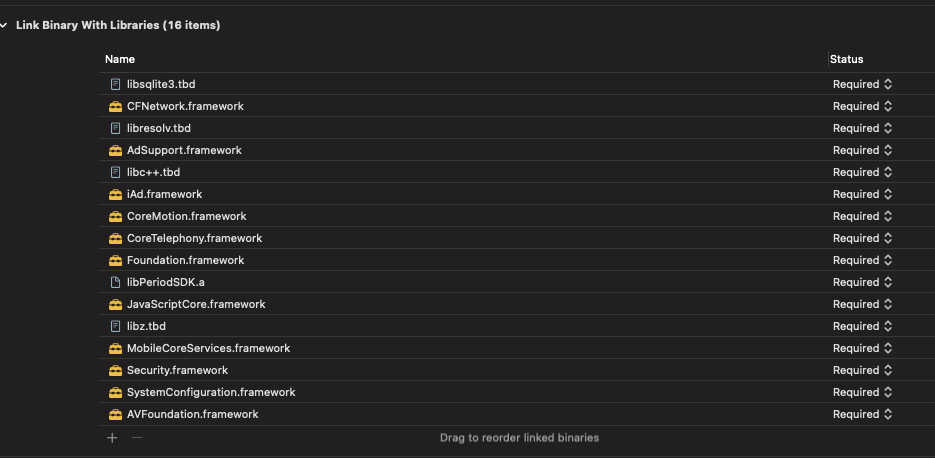 Link Binary With Libraries (16 items)
Name Status
libsqlite3.tbd Required
CFNetwork.framework Required
libresolv.tbd Required
AdSupport.framework Required
libc++.tbd Required
iAd.framework Required
CoreMotion.framework Required
CoreTelephony.framework Required
Foundation.framework Required
libPeriodSDK.a Required
JavaScriptCore.framework Required
libz.tbd Required
MobileCoreServices.framework Required
Security.framework Required
SystemConfiguration.framework Required
AVFoundation.framework Required
Drag to reorder linked binaries